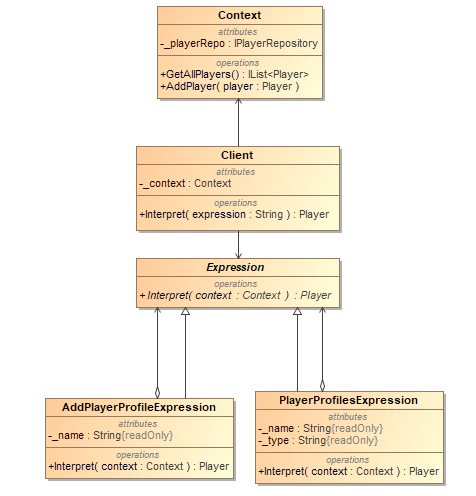 Context
attributes
-_playerRepo : IPlayerRepository
operations
+GetAllPlayers() : IList<Player>
+AddPlayer( player : Player )
Client
attributes
-_context : Context
operations
+Interpret( expression : String ) : Player
Expression
operations
+Interpret( context : Context ) : Player
AddPlayerProfileExpression
attributes
-_name : String{readOnly}
operations
+Interpret( context : Context ) : Player
PlayerProfilesExpression
attributes
-_name : String{readOnly}
-_type : String{readOnly}
operations
+Interpret( context : Context ) : Player